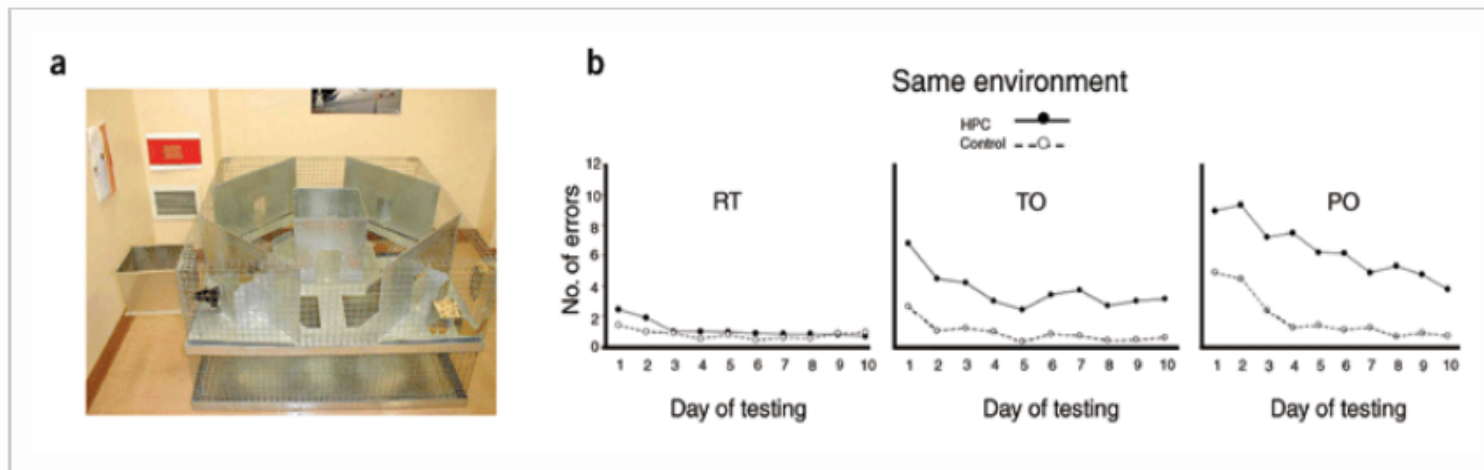 a
b
Same environment
HPC
Control
No. of errors
12
10
8
6
4
2
0
RT
TO
PO
1 2 3 4 5 6 7 8 9 10
1 2 3 4 5 6 7 8 9 10
1 2 3 4 5 6 7 8 9 10
Day of testing
Day of testing
Day of testing